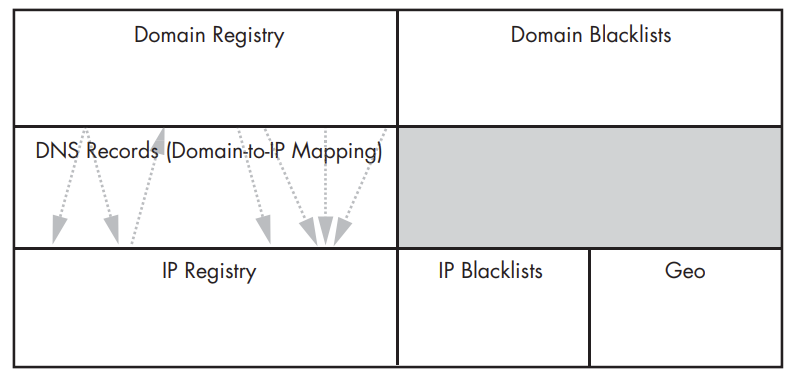 Domain Registry
Domain Blacklists
DNS Records (Domain-to-IP Mapping)
IP Registry
IP Blacklists
Geo